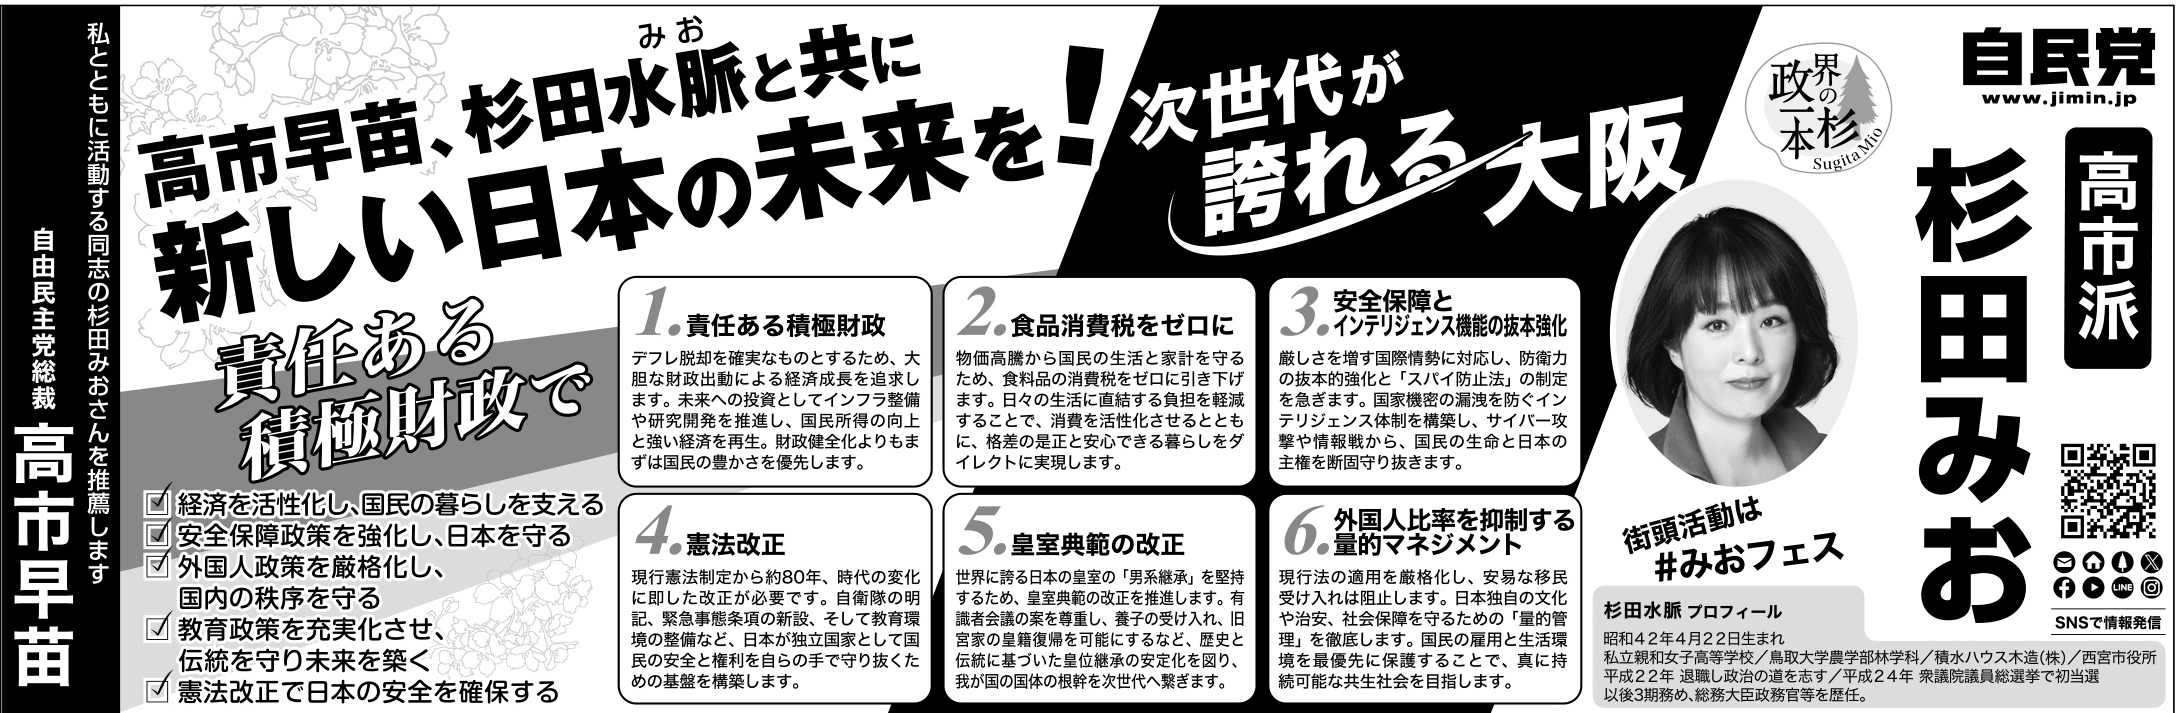 自民党
www.jimin.jp
高市派
杉田みお
政界の
一本杉
Sugita Mio
次世代が
誇れる大阪
みお
高市早苗、杉田水脈と共に
新しい日本の未来を!
責任ある
積極財政で
経済を活性化し、国民の暮らしを支える
安全保障政策を強化し、日本を守る
外国人政策を厳格化し、
国内の秩序を守る
教育政策を充実化させ、
伝統を守り未来を築く
憲法改正で日本の安全を確保する
1.責任ある積極財政
デフレ脱却を確実なものとするため、大
胆な財政出動による経済成長を追求し
ます。未来への投資としてインフラ整備
や研究開発を推進し、国民所得の向上
と強い経済を再生。財政健全化よりもま
ずは国民の豊かさを優先します。
2.食品消費税をゼロに
物価高騰から国民の生活と家計を守る
ため、食料品の消費税をゼロに引き下げ
ます。日々の生活に直結する負担を軽減
することで、消費を活性化させるととも
に、格差の是正と安心できる暮らしをダ
イレクトに実現します。
3.安全保障と
インテリジェンス機能の抜本強化
厳しさを増す国際情勢に対応し、防衛力
の抜本的強化と「スパイ防止法」の制定
を急ぎます。国家機密の漏洩を防ぐイン
テリジェンス体制を構築し、サイバー攻
撃や情報戦から、国民の生命と日本の
主権を断固守り抜きます。
4.憲法改正
現行憲法制定から約80年、時代の変化
に即した改正が必要です。自衛隊の明
記、緊急事態条項の新設、そして教育環
境の整備など、日本が独立国家として国
民の安全と権利を自らの手で守り抜くた
めの基盤を構築します。
5.皇室典範の改正
世界に誇る日本の皇室の「男系継承」を堅持
するため、皇室典範の改正を推進します。有
識者会議の案を尊重し、養子の受け入れ、旧
宮家の皇籍復帰を可能にするなど、歴史と
伝統に基づいた皇位継承の安定化を図り、
我が国の国体の根幹を次世代へ繋ぎます。
6.外国人比率を抑制する
量的マネジメント
現行法の適用を厳格化し、安易な移民
受け入れは阻止します。日本独自の文化
や治安、社会保障を守るための「量的管
理」を徹底します。国民の雇用と生活環
境を最優先に保護することで、真に持
続可能な共生社会を目指します。
街頭活動は
#みおフェス
LINE
SNSで情報発信
杉田水脈 プロフィール
昭和42年4月22日生まれ
私立親和女子高等学校／鳥取大学農学部林学科／積水ハウス木造(株)／西宮市役所
平成22年 退職し政治の道を志す／平成24年 衆議院議員総選挙で初当選
以後3期務め、総務大臣政務官等を歴任。
私とともに活動する同志の杉田みおさんを推薦します
自由民主党総裁 高市早苗